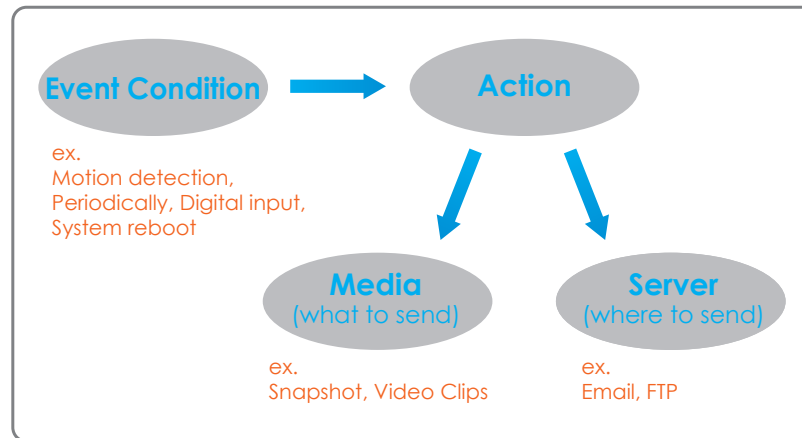 Event Condition
Action
ex.
Motion detection,
Periodically, Digital input,
System reboot
Media
(what to send)
Server
(where to send)
ex.
Snapshot, Video Clips
ex.
Email, FTP